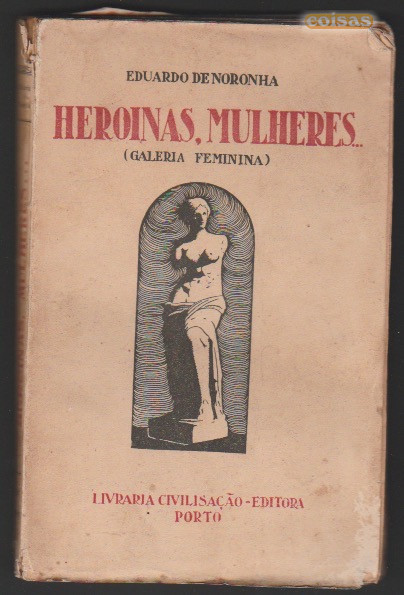 coisas
EDUARDO DE NORONHA
HEROINAS, MULHERES...
(GALERIA FEMININA)
LIVRARIA CIVILISAÇÃO-EDITORA
PORTO